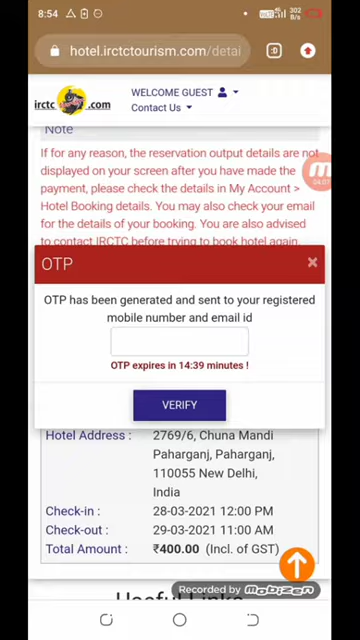 8:54
302
B/s
hotel.irctctourism.com/detai
:D
irctc .com
WELCOME GUEST
Contact Us
Note
If for any reason, the reservation output details are not
displayed on your screen after you have made the
payment, please check the details in My Account >
Hotel Booking details. You may also check your email
for the details of your booking. You are also advised
to contact IRCTC before trying to book hotel again.
04:07
OTP
×
OTP has been generated and sent to your registered
mobile number and email id
OTP expires in 14:39 minutes !
VERIFY
Hotel Address :
2769/6, Chuna Mandi
Paharganj, Paharganj,
110055 New Delhi,
India
Check-in : 28-03-2021 12:00 PM
Check-out : 29-03-2021 11:00 AM
Total Amount : ₹400.00 (Incl. of GST)
Recorded by mobizen
Useful Links